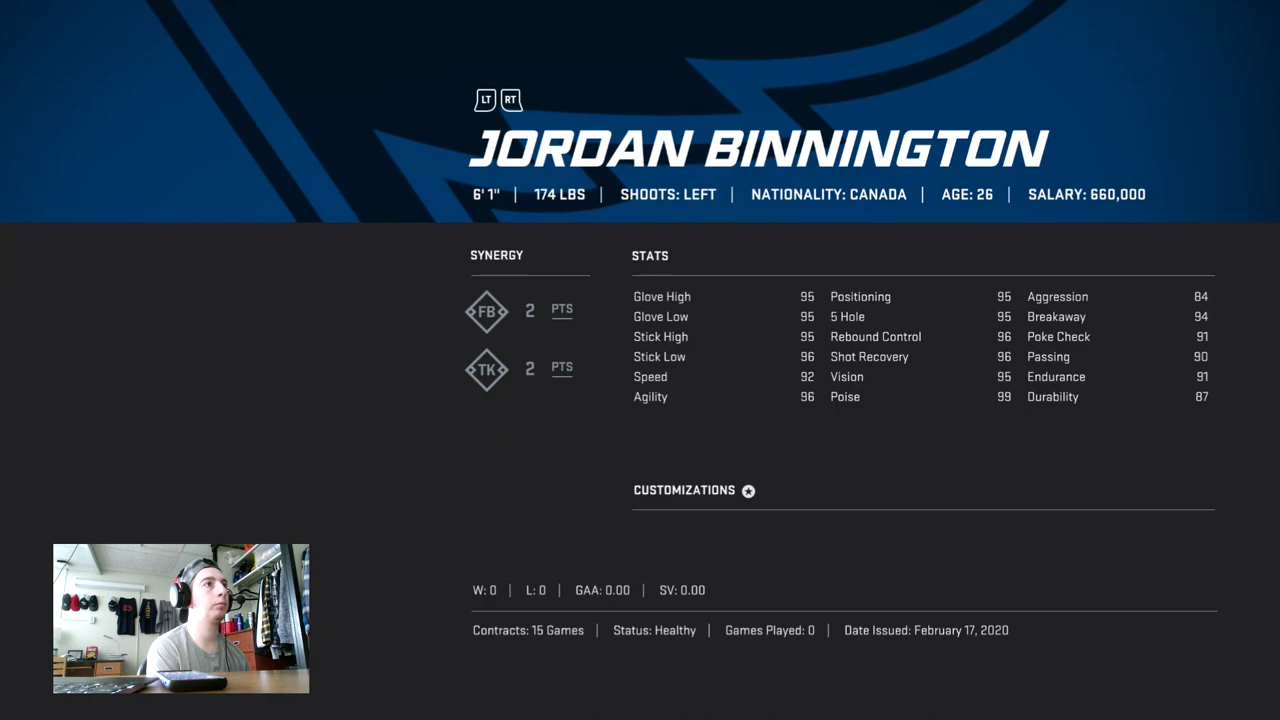 LT RT
JORDAN BINNINGTON
6' 1" | 174 LBS | SHOOTS: LEFT | NATIONALITY: CANADA | AGE: 26 | SALARY: 660,000
SYNERGY
FB 2 PTS
TK 2 PTS
STATS
Glove High 95 Positioning 95 Aggression 84
Glove Low 95 5 Hole 95 Breakaway 94
Stick High 95 Rebound Control 96 Poke Check 91
Stick Low 96 Shot Recovery 96 Passing 90
Speed 92 Vision 95 Endurance 91
Agility 96 Poise 99 Durability 87
CUSTOMIZATIONS
W: 0 | L: 0 | GAA: 0.00 | SV: 0.00
Contracts: 15 Games | Status: Healthy | Games Played: 0 | Date Issued: February 17, 2020